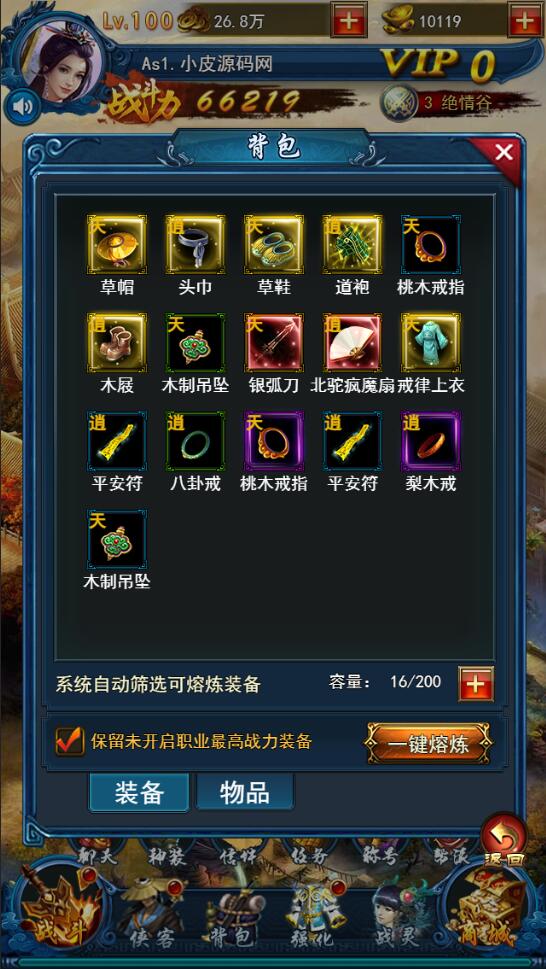 Lv.100 26.8万 10119
As1.小皮源码网 VIP 0
战斗力 66219 3 绝情谷
背包
天 逍 天 逍 天
草帽 头巾 草鞋 道袍 桃木戒指
逍 天 天 逍 天
木屐 木制吊坠 银弧刀 北驼疯魔扇 戒律上衣
逍 逍 天 逍 逍
平安符 八卦戒 桃木戒指 平安符 梨木戒
天
木制吊坠
系统自动筛选可熔炼装备 容量： 16/200
保留未开启职业最高战力装备 一键熔炼
装备 物品
聊天 神装 信件 任务 称号 返回
战斗 侠客 背包 强化 战灵 商城